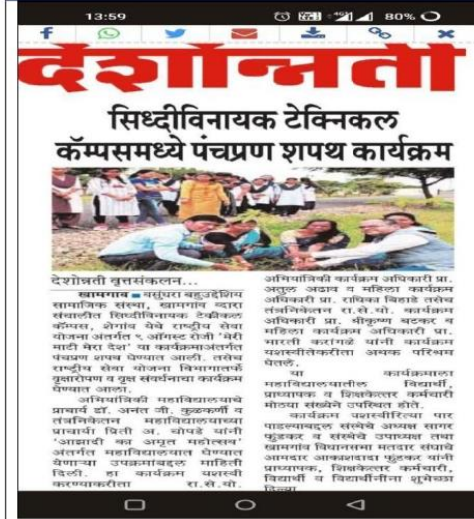 13:59
80%
देशोन्नती
सिध्दीविनायक टेक्निकल
कॅम्पसमध्ये पंचप्रण शपथ कार्यक्रम
देशोन्नती वृत्तसंकलन...
खामगाव ■ वसुंधरा बहुउद्देशिय
सामाजिक संस्था, खामगाव व्दारा
संचालीत सिध्दीविनायक टेक्नीकल
कॅम्पस, शेगांव येथे राष्ट्रीय सेवा
योजना अंतर्गत ९ ऑगस्ट रोजी 'मेरी
माटी मेरा देश' या कार्यक्रमाअंतर्गत
पंचप्रण शपथ घेण्यात आली. तसेच
राष्ट्रीय सेवा योजना विभागातर्फे
वृक्षारोपण व वृक्ष संवर्धनाचा कार्यक्रम
घेण्यात आला.
अभियांत्रिकी महाविद्यालयाचे
प्राचार्य डॉ. अनंत जी. कुळकर्णी व
तंत्रनिकेतन महाविद्यालयाच्या
प्राचार्या प्रिती अ. चोपडे यांनी
'आझादी का अमृत महोत्सव'
अंतर्गत महाविद्यालयात घेण्यात
येणाऱ्या उपक्रमाबद्दल माहिती
दिली. हा कार्यक्रम यशस्वी
करण्याकरीता रा.से.यो.
अभियांत्रिकी कार्यक्रम अधिकारी प्रा.
अतुल अढाव व महिला कार्यक्रम
अधिकारी प्रा. राधिका बिहाडे तसेच
तंत्रनिकेतन रा.से.यो. कार्यक्रम
अधिकारी प्रा. श्रीकृष्ण बटकर व
महिला कार्यक्रम अधिकारी प्रा.
भारती करांगळे यांनी कार्यक्रम
यशस्वीतेकरीता अथक परिश्रम
घेतले.
या कार्यक्रमाला
महाविद्यालयातील विद्यार्थी,
प्राध्यापक व शिक्षकेत्तर कर्मचारी
मोठया संख्येने उपस्थित होते.
कार्यक्रम यशस्वीरित्या पार
पाडल्याबद्दल संस्थेचे अध्यक्ष सागर
फुंडकर व संस्थेचे उपाध्यक्ष तथा
खामगांव विधानसभा मतदार संघाचे
आमदार आकाशदादा फुंडकर यांनी
प्राध्यापक, शिक्षकेत्तर कर्मचारी,
विद्यार्थी व विद्यार्थीनींना शुभेच्छा
दिल्या.